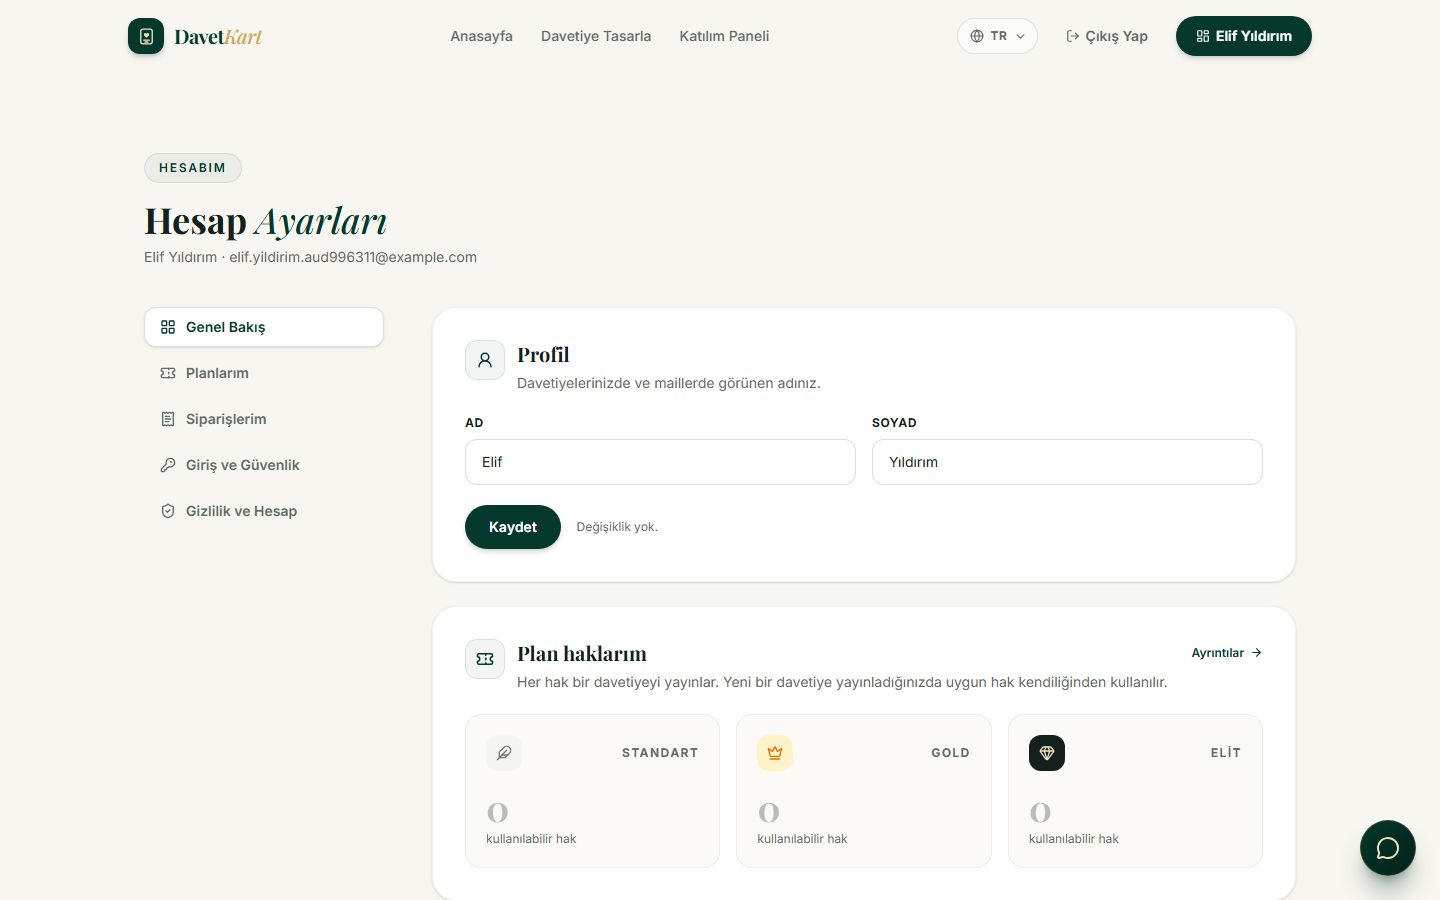 DavetKart
Anasayfa
Davetiye Tasarla
Katılım Paneli
TR
Çıkış Yap
Elif Yıldırım
HESABIM
Hesap Ayarları
Elif Yıldırım · elif.yildirim.aud996311@example.com
Genel Bakış
Planlarım
Siparişlerim
Giriş ve Güvenlik
Gizlilik ve Hesap
Profil
Davetiyelerinizde ve maillerde görünen adınız.
AD
SOYAD
Elif
Yıldırım
Kaydet
Değişiklik yok.
Plan haklarım
Ayrıntılar
Her hak bir davetiyeyi yayınlar. Yeni bir davetiye yayınladığınızda uygun hak kendiliğinden kullanılır.
STANDART
0
kullanılabilir hak
GOLD
0
kullanılabilir hak
ELİT
0
kullanılabilir hak